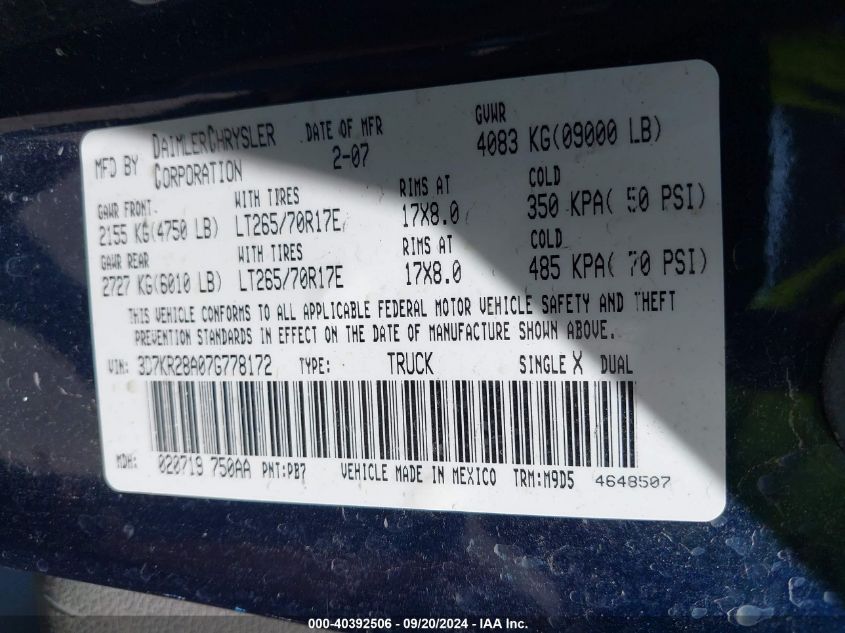 MFD BY DAIMLERCHRYSLER CORPORATION DATE OF MFR 2-07 GVWR 4083 KG(09000 LB)
GAWR FRONT WITH TIRES RIMS AT COLD
2155 KG(4750 LB) LT265/70R17E 17X8.0 350 KPA( 50 PSI)
GAWR REAR WITH TIRES RIMS AT COLD
2727 KG(6010 LB) LT265/70R17E 17X8.0 485 KPA( 70 PSI)
THIS VEHICLE CONFORMS TO ALL APPLICABLE FEDERAL MOTOR VEHICLE SAFETY AND THEFT
PREVENTION STANDARDS IN EFFECT ON THE DATE OF MANUFACTURE SHOWN ABOVE.
VIN: 3D7KR28A07G778172 TYPE: TRUCK SINGLE X DUAL
MDH: 020719 750AA PNT:PB7 VEHICLE MADE IN MEXICO TRM:M9D5 4648507
000-40392506 - 09/20/2024 - IAA Inc.